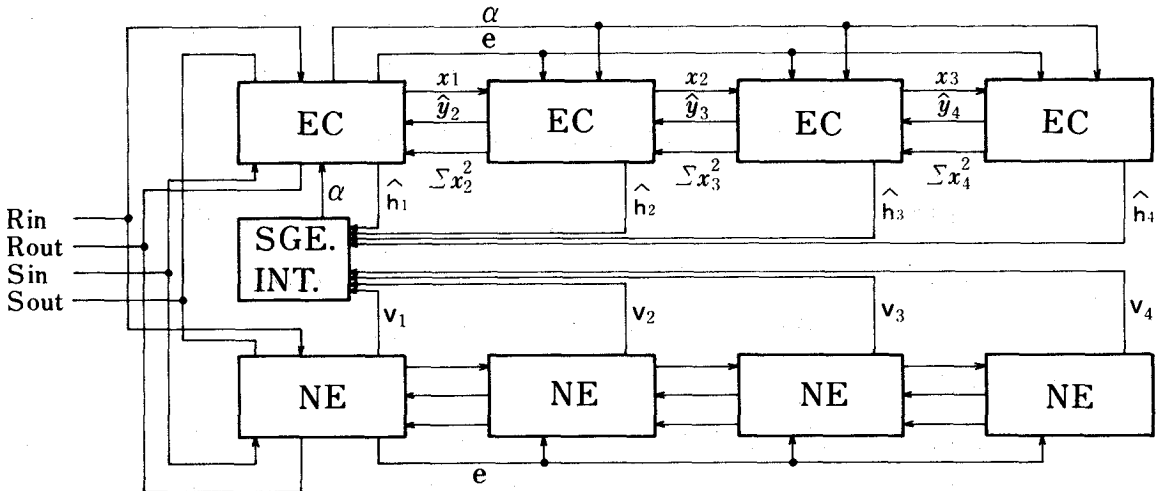 α
e
x1 x2 x3
ŷ2 ŷ3 ŷ4
EC EC EC EC
Σx₂² Σx₃² Σx₄²
α ĥ1 ĥ2 ĥ3 ĥ4
Rin
Rout
Sin
Sout
SGE.
INT.
v1 v2 v3 v4
NE NE NE NE
e